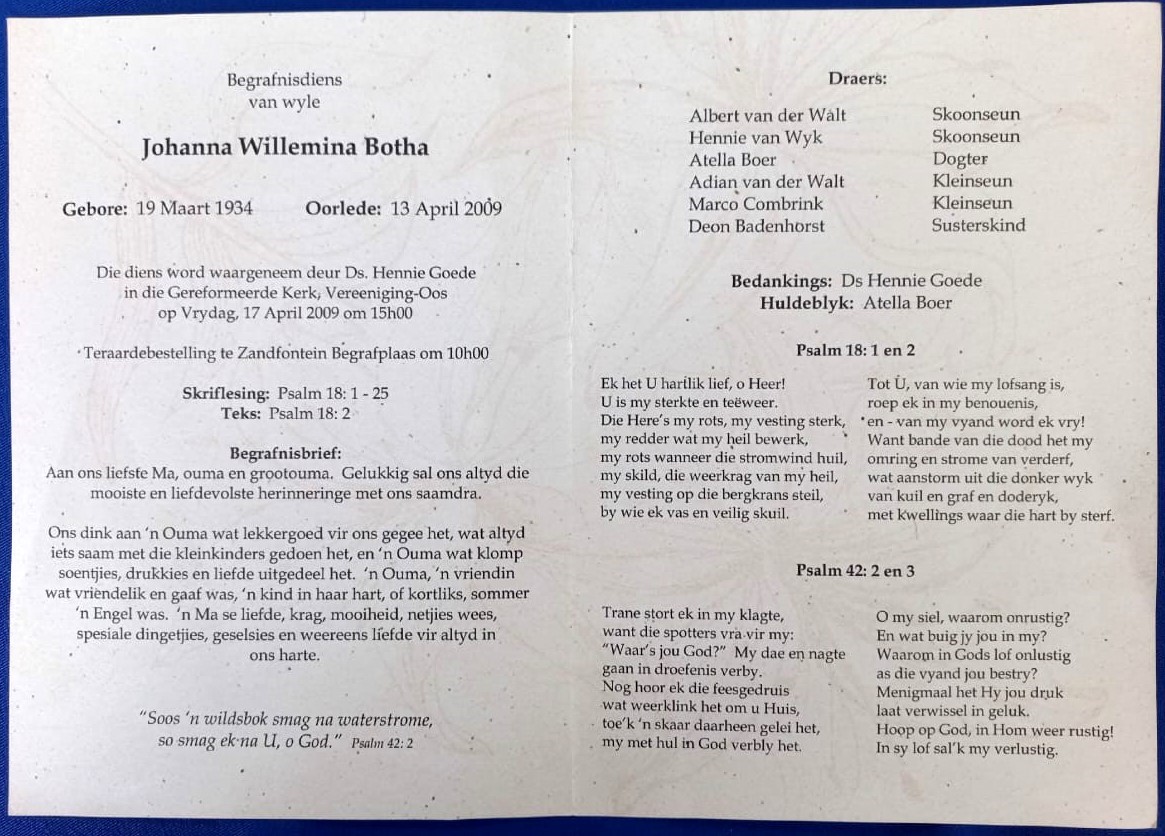 Begrafnisdiens
van wyle
Johanna Willemina Botha
Gebore: 19 Maart 1934 Oorlede: 13 April 2009
Die diens word waargeneem deur Ds. Hennie Goede
in die Gereformeerde Kerk, Vereeniging-Oos
op Vrydag, 17 April 2009 om 15h00
Teraardebestelling te Zandfontein Begrafplaas om 10h00
Skriflesing: Psalm 18: 1 - 25
Teks: Psalm 18: 2
Begrafnisbrief:
Aan ons liefste Ma, ouma en grootouma. Gelukkig sal ons altyd die
mooiste en liefdevolste herinneringe met ons saamdra.
Ons dink aan 'n Ouma wat lekkergoed vir ons gegee het, wat altyd
iets saam met die kleinkinders gedoen het, en 'n Ouma wat klomp
soentjies, drukkies en liefde uitgedeel het. 'n Ouma, 'n vriendin
wat vriendelik en gaaf was, 'n kind in haar hart, of kortliks, sommer
'n Engel was. 'n Ma se liefde, krag, mooiheid, netjies wees,
spesiale dingetjies, geselsies en weereens liefde vir altyd in
ons harte.
"Soos 'n wildsbok smag na waterstrome,
so smag ek na U, o God." Psalm 42: 2
Draers:
Albert van der Walt Skoonseun
Hennie van Wyk Skoonseun
Atella Boer Dogter
Adian van der Walt Kleinseun
Marco Combrink Kleinseun
Deon Badenhorst Susterskind
Bedankings: Ds Hennie Goede
Huldeblyk: Atella Boer
Psalm 18: 1 en 2
Ek het U hartlik lief, o Heer!
U is my sterkte en teëweer.
Die Here's my rots, my vesting sterk,
my redder wat my heil bewerk,
my rots wanneer die stromwind huil,
my skild, die weerkrag van my heil,
my vesting op die bergkrans steil,
by wie ek vas en veilig skuil.
Tot U, van wie my lofsang is,
roep ek in my benouenis,
en - van my vyand word ek vry!
Want bande van die dood het my
omring en strome van verderf,
wat aanstorm uit die donker wyk
van kuil en graf en doderyk,
met kwellings waar die hart by sterf.
Psalm 42: 2 en 3
Trane stort ek in my klagte,
want die spotters vra vir my:
"Waar's jou God?" My dae en nagte
gaan in droefenis verby.
Nog hoor ek die feesgedruis
wat weerklink het om u Huis,
toe'k 'n skaar daarheen gelei het,
my met hul in God verbly het.
O my siel, waarom onrustig?
En wat buig jy jou in my?
Waarom in Gods lof onlustig
as die vyand jou bestry?
Menigmaal het Hy jou druk
laat verwissel in geluk.
Hoop op God, in Hom weer rustig!
In sy lof sal'k my verlustig.